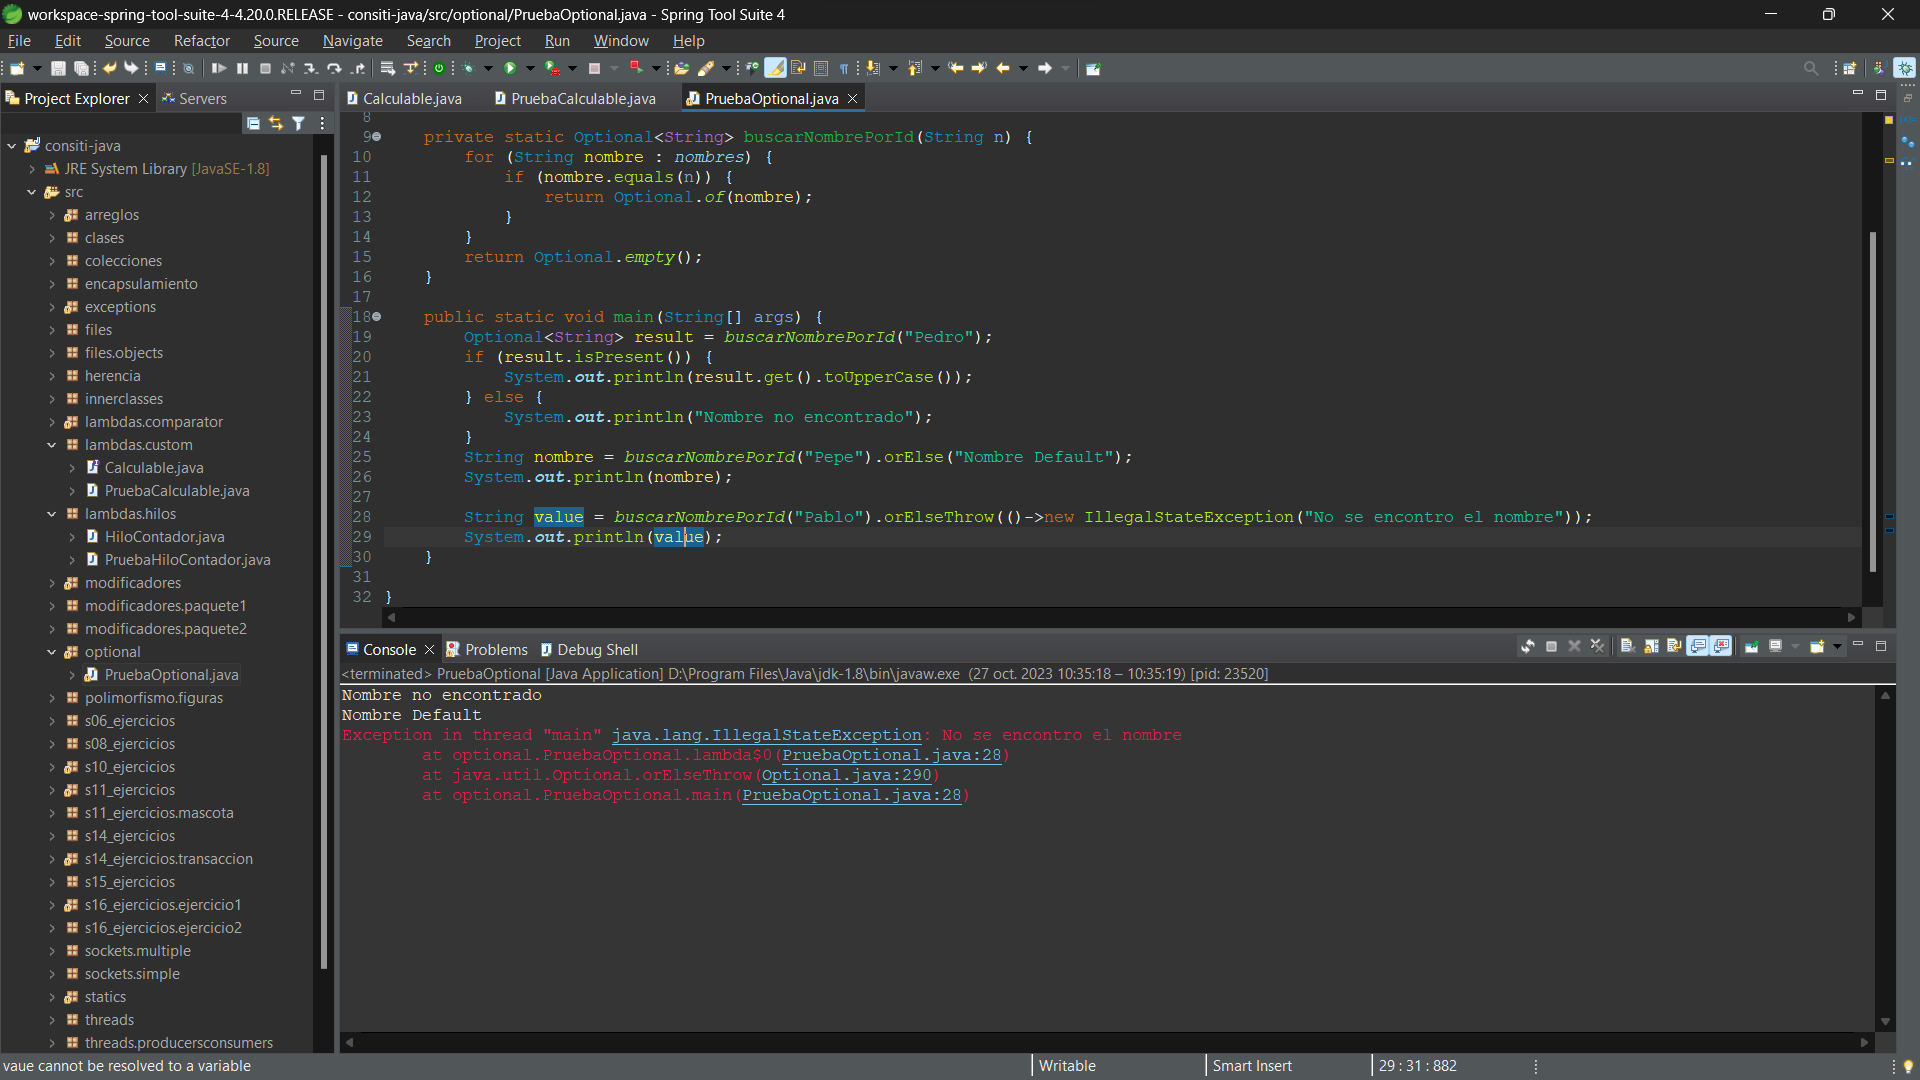 workspace-spring-tool-suite-4-4.20.0.RELEASE - consiti-java/src/optional/PruebaOptional.java - Spring Tool Suite 4
File Edit Source Refactor Source Navigate Search Project Run Window Help
Project Explorer Servers
consiti-java
JRE System Library [JavaSE-1.8]
src
arreglos
clases
colecciones
encapsulamiento
exceptions
files
files.objects
herencia
innerclasses
lambdas.comparator
lambdas.custom
Calculable.java
PruebaCalculable.java
lambdas.hilos
HiloContador.java
PruebaHiloContador.java
modificadores
modificadores.paquete1
modificadores.paquete2
optional
PruebaOptional.java
polimorfismo.figuras
s06_ejercicios
s08_ejercicios
s10_ejercicios
s11_ejercicios
s11_ejercicios.mascota
s14_ejercicios
s14_ejercicios.transaccion
s15_ejercicios
s16_ejercicios.ejercicio1
s16_ejercicios.ejercicio2
sockets.multiple
sockets.simple
statics
threads
threads.producersconsumers
Calculable.java PruebaCalculable.java PruebaOptional.java
8
9 private static Optional<String> buscarNombrePorId(String n) {
10 for (String nombre : nombres) {
11 if (nombre.equals(n)) {
12 return Optional.of(nombre);
13 }
14 }
15 return Optional.empty();
16 }
17
18 public static void main(String[] args) {
19 Optional<String> result = buscarNombrePorId("Pedro");
20 if (result.isPresent()) {
21 System.out.println(result.get().toUpperCase());
22 } else {
23 System.out.println("Nombre no encontrado");
24 }
25 String nombre = buscarNombrePorId("Pepe").orElse("Nombre Default");
26 System.out.println(nombre);
27
28 String value = buscarNombrePorId("Pablo").orElseThrow(()->new IllegalStateException("No se encontro el nombre"));
29 System.out.println(value);
30 }
31
32 }
Console Problems Debug Shell
<terminated> PruebaOptional [Java Application] D:\Program Files\Java\jdk-1.8\bin\javaw.exe (27 oct. 2023 10:35:18 – 10:35:19) [pid: 23520]
Nombre no encontrado
Nombre Default
Exception in thread "main" java.lang.IllegalStateException: No se encontro el nombre
at optional.PruebaOptional.lambda$0(PruebaOptional.java:28)
at java.util.Optional.orElseThrow(Optional.java:290)
at optional.PruebaOptional.main(PruebaOptional.java:28)
vaue cannot be resolved to a variable
Writable
Smart Insert
29 : 31 : 882